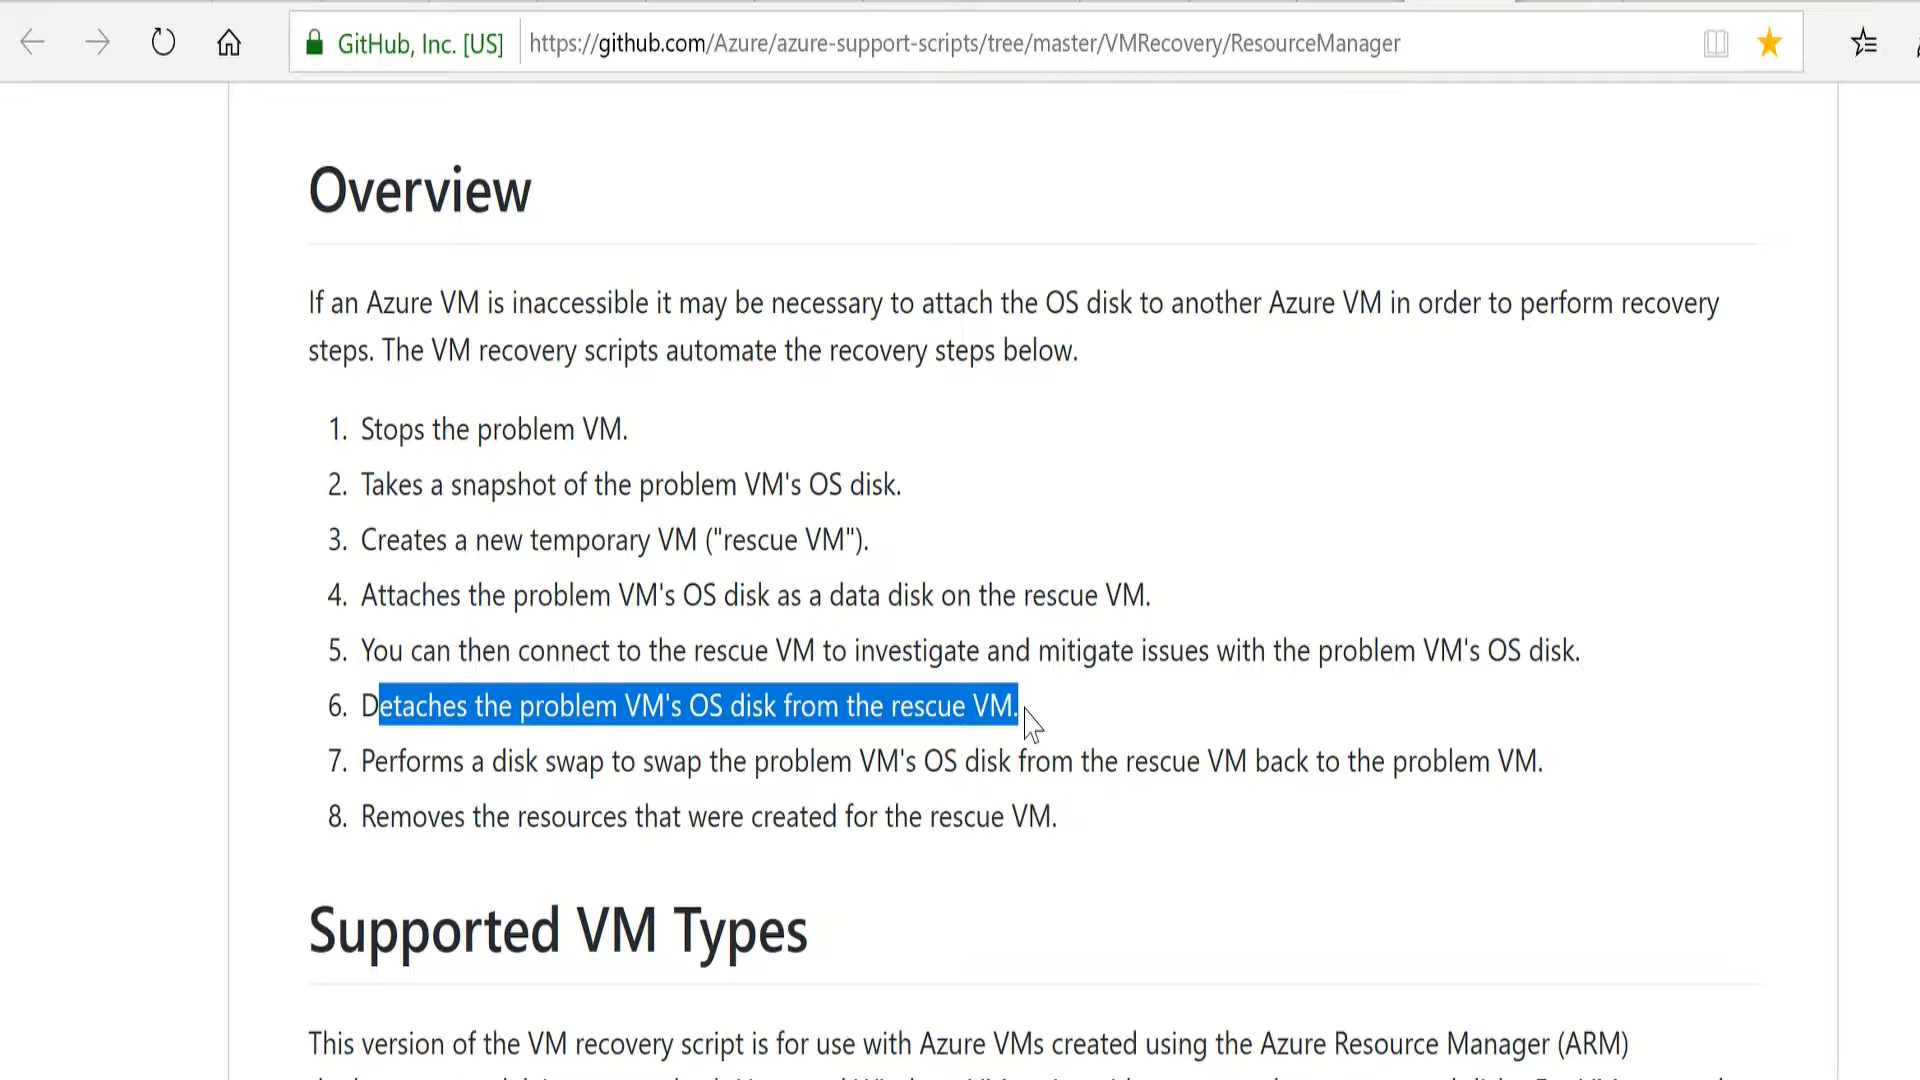 GitHub, Inc. [US] https://github.com/Azure/azure-support-scripts/tree/master/VMRecovery/ResourceManager
Overview
If an Azure VM is inaccessible it may be necessary to attach the OS disk to another Azure VM in order to perform recovery
steps. The VM recovery scripts automate the recovery steps below.
1. Stops the problem VM.
2. Takes a snapshot of the problem VM's OS disk.
3. Creates a new temporary VM ("rescue VM").
4. Attaches the problem VM's OS disk as a data disk on the rescue VM.
5. You can then connect to the rescue VM to investigate and mitigate issues with the problem VM's OS disk.
6. Detaches the problem VM's OS disk from the rescue VM.
7. Performs a disk swap to swap the problem VM's OS disk from the rescue VM back to the problem VM.
8. Removes the resources that were created for the rescue VM.
Supported VM Types
This version of the VM recovery script is for use with Azure VMs created using the Azure Resource Manager (ARM)